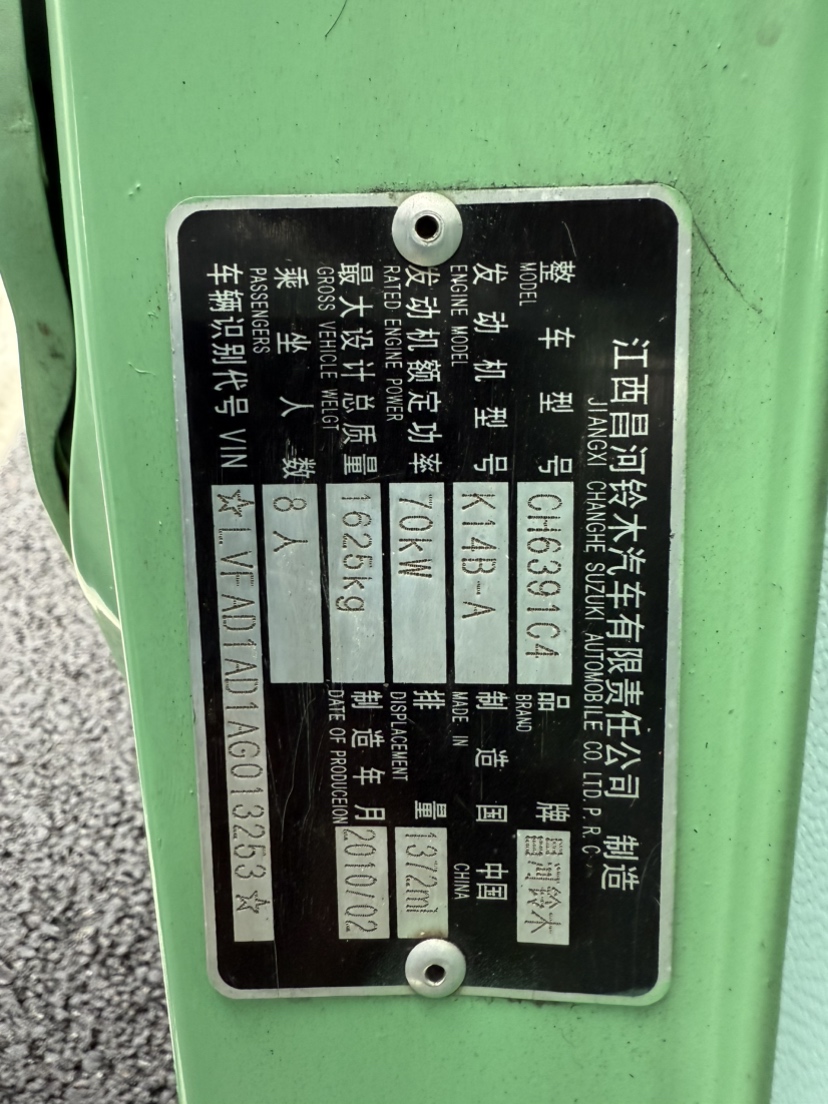 江西昌河铃木汽车有限责任公司 制造
JIANGXI CHANGHE SUZUKI AUTOMOBILE CO.LTD.P.R.C
整车型号 CH6391C4 品牌 昌河铃木
MODEL BRAND
发动机型号 K14B-A 制造国 中国
ENGINE MODEL MADE IN CHINA
发动机额定功率 70kW 排量 1372ml
RATED ENGINE POWER DISPLACEMENT
最大设计总质量 1625kg 制造年月 2010/02
GROSS VEHICLE WELGT DATE OF PRODUCEION
乘坐人数 8人
PASSENGERS
车辆识别代号 VIN ☆LVFAD1AD1AG013253☆